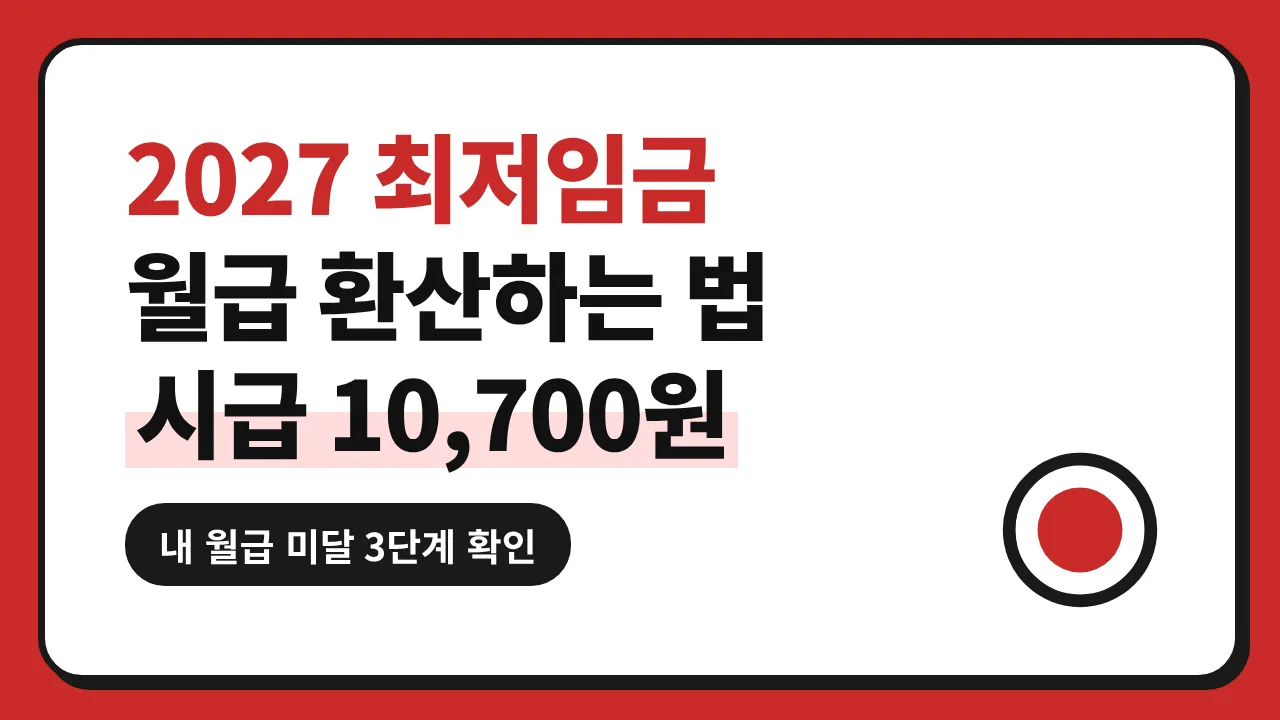 2027 최저임금
월급 환산하는 법
시급 10,700원
내 월급 미달 3단계 확인